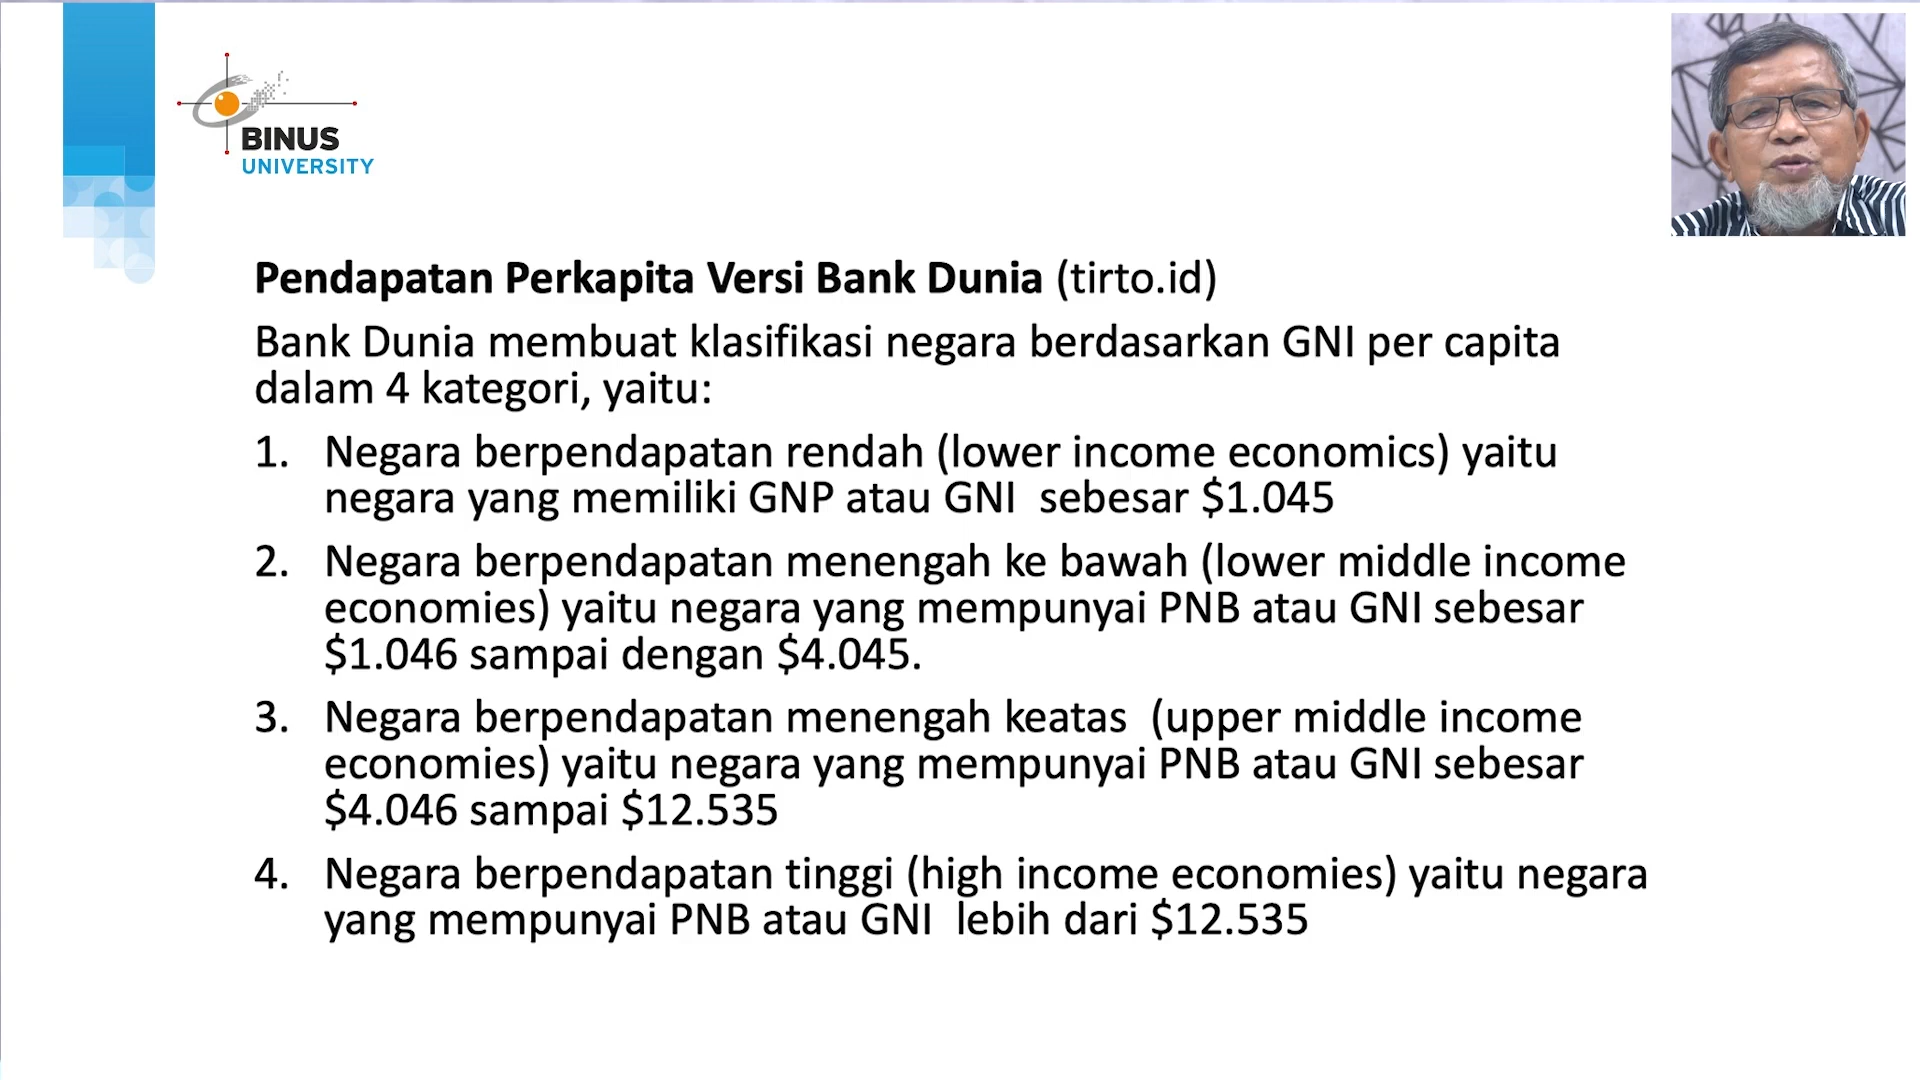 BINUS
UNIVERSITY
Pendapatan Perkapita Versi Bank Dunia (tirto.id)
Bank Dunia membuat klasifikasi negara berdasarkan GNI per capita
dalam 4 kategori, yaitu:
1. Negara berpendapatan rendah (lower income economics) yaitu
negara yang memiliki GNP atau GNI sebesar $1.045
2. Negara berpendapatan menengah ke bawah (lower middle income
economies) yaitu negara yang mempunyai PNB atau GNI sebesar
$1.046 sampai dengan $4.045.
3. Negara berpendapatan menengah keatas (upper middle income
economies) yaitu negara yang mempunyai PNB atau GNI sebesar
$4.046 sampai $12.535
4. Negara berpendapatan tinggi (high income economies) yaitu negara
yang mempunyai PNB atau GNI lebih dari $12.535